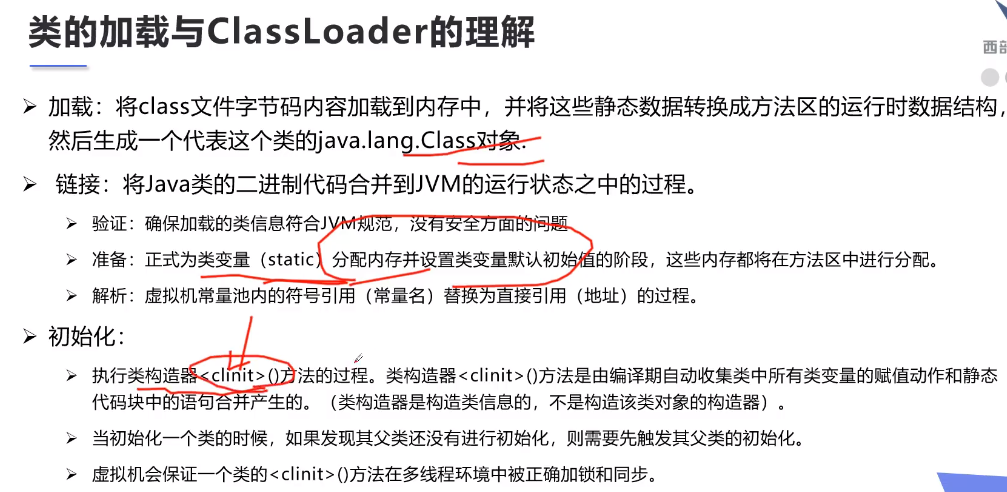 类的加载与ClassLoader的理解
西部
➢ 加载：将class文件字节码内容加载到内存中，并将这些静态数据转换成方法区的运行时数据结构，
然后生成一个代表这个类的java.lang.Class对象.
➢ 链接：将Java类的二进制代码合并到JVM的运行状态之中的过程。
➢ 验证：确保加载的类信息符合JVM规范，没有安全方面的问题
➢ 准备：正式为类变量（static）分配内存并设置类变量默认初始值的阶段，这些内存都将在方法区中进行分配。
➢ 解析：虚拟机常量池内的符号引用（常量名）替换为直接引用（地址）的过程。
➢ 初始化：
➢ 执行类构造器<clinit>()方法的过程。类构造器<clinit>()方法是由编译期自动收集类中所有类变量的赋值动作和静态
代码块中的语句合并产生的。（类构造器是构造类信息的，不是构造该类对象的构造器）。
➢ 当初始化一个类的时候，如果发现其父类还没有进行初始化，则需要先触发其父类的初始化。
➢ 虚拟机会保证一个类的<clinit>()方法在多线程环境中被正确加锁和同步。